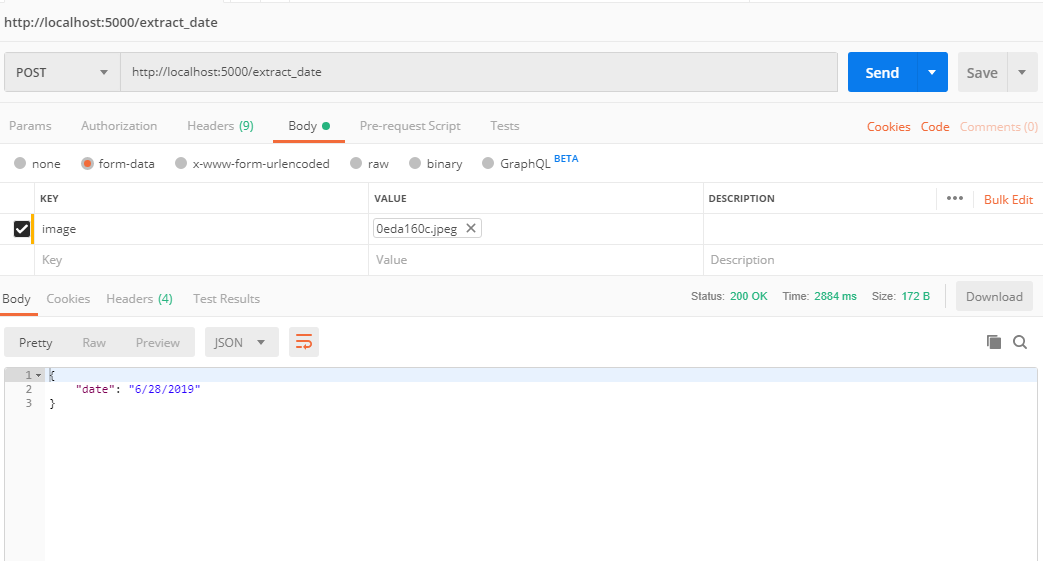 http://localhost:5000/extract_date
POST http://localhost:5000/extract_date Send Save
Params Authorization Headers (9) Body Pre-request Script Tests Cookies Code Comments (0)
none form-data x-www-form-urlencoded raw binary GraphQL BETA
KEY VALUE DESCRIPTION ••• Bulk Edit
image 0eda160c.jpeg
Key Value Description
Body Cookies Headers (4) Test Results Status: 200 OK Time: 2884 ms Size: 172 B Download
Pretty Raw Preview JSON
1 {
2 "date": "6/28/2019"
3 }